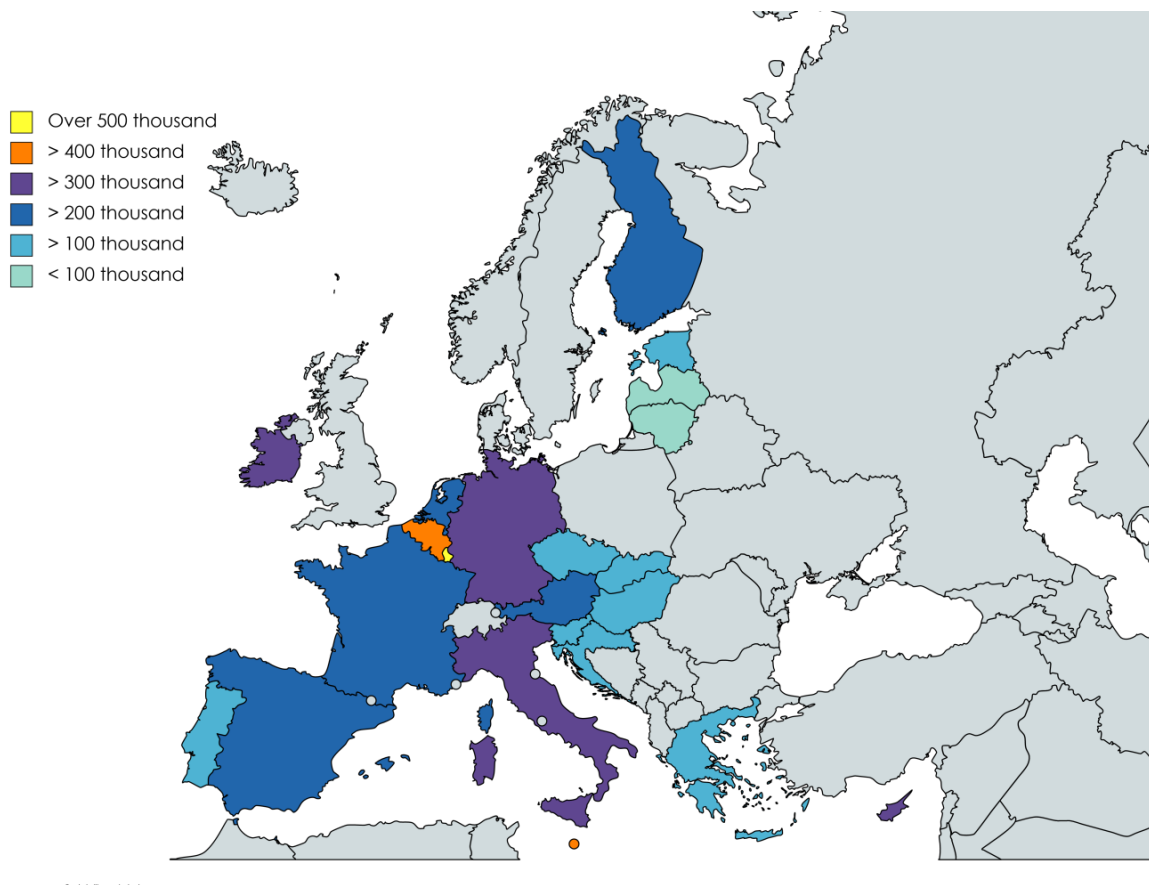 Over 500 thousand
> 400 thousand
> 300 thousand
> 200 thousand
> 100 thousand
< 100 thousand